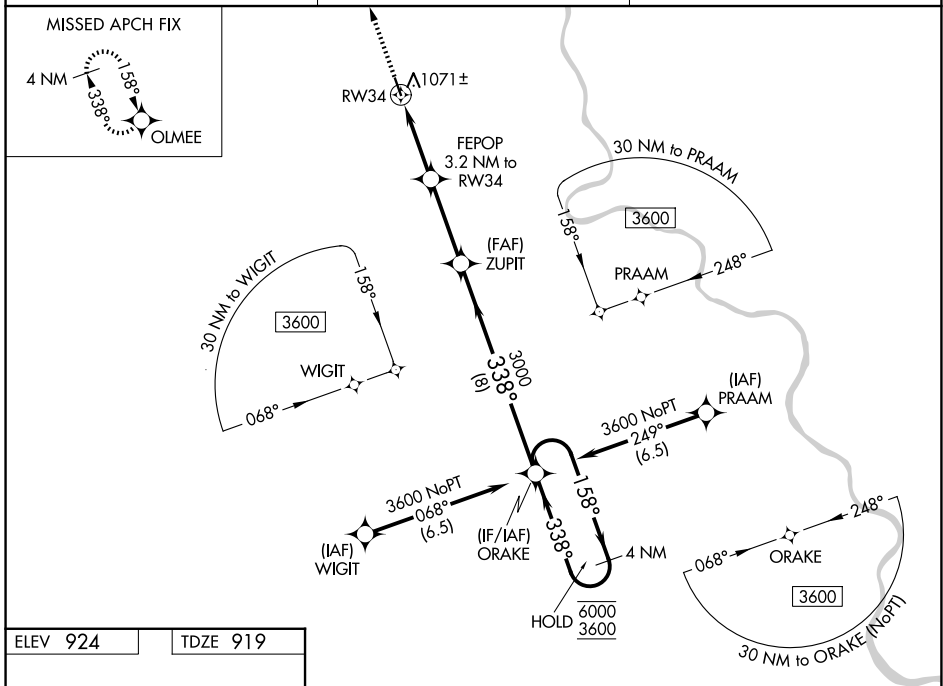 MISSED APCH FIX
4 NM
158°
338°
OLMEE
RW34
1071±
FEPOP
3.2 NM to
RW34
(FAF)
ZUPIT
30 NM to PRAAM
3600
158°
PRAAM
248°
30 NM to WIGIT
3600
158°
WIGIT
068°
3000
338°
(8)
(IAF)
PRAAM
3600 NoPT
249°
(6.5)
3600 NoPT
068°
(6.5)
(IAF)
WIGIT
(IF/IAF)
ORAKE
158°
338°
4 NM
HOLD
6000
3600
248°
068°
ORAKE
3600
30 NM to ORAKE (NoPT)
ELEV 924
TDZE 919